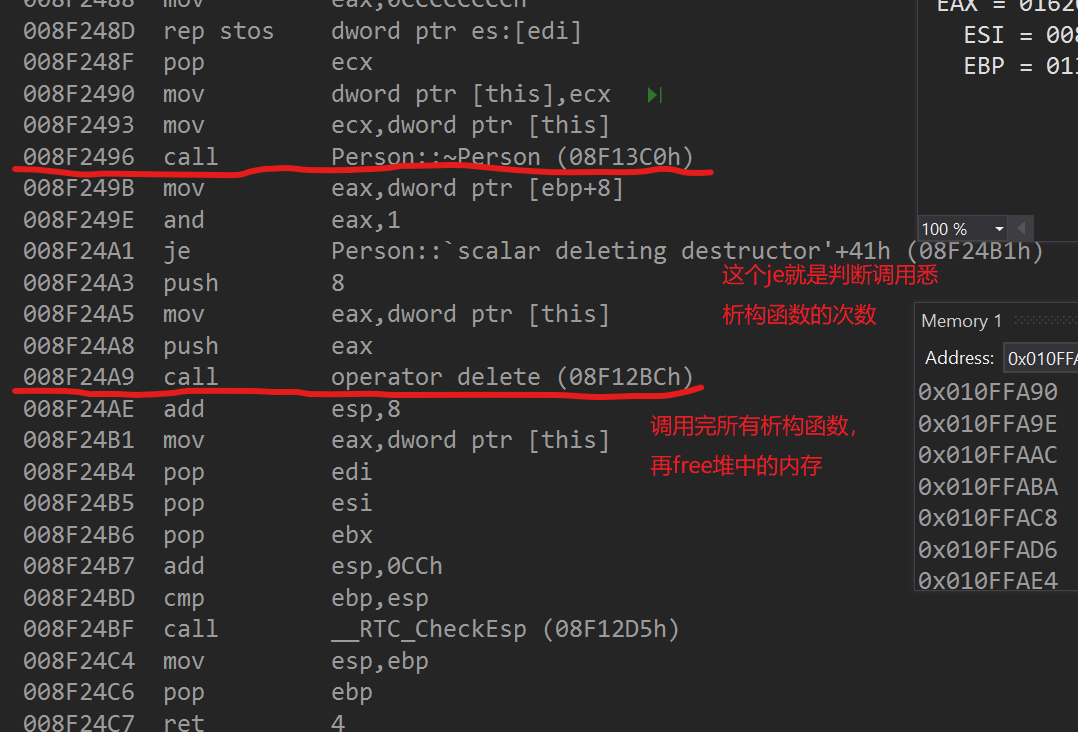 008F2488 mov eax,0CCCCCCCCh
EAX = 0162
008F248D rep stos dword ptr es:[edi]
ESI = 008
008F248F pop ecx
EBP = 01
008F2490 mov dword ptr [this],ecx
008F2493 mov ecx,dword ptr [this]
008F2496 call Person::~Person (08F13C0h)
008F249B mov eax,dword ptr [ebp+8]
008F249E and eax,1
100 %
008F24A1 je Person::`scalar deleting destructor'+41h (08F24B1h)
这个je就是判断调用悉
008F24A3 push 8
析构函数的次数
008F24A5 mov eax,dword ptr [this]
Memory 1
008F24A8 push eax
Address: 0x010FFA
008F24A9 call operator delete (08F12BCh)
0x010FFA90
008F24AE add esp,8
调用完所有析构函数,
0x010FFA9E
008F24B1 mov eax,dword ptr [this]
再free堆中的内存
0x010FFAAC
008F24B4 pop edi
0x010FFABA
008F24B5 pop esi
0x010FFAC8
008F24B6 pop ebx
0x010FFAD6
008F24B7 add esp,0CCh
0x010FFAE4
008F24BD cmp ebp,esp
008F24BF call __RTC_CheckEsp (08F12D5h)
008F24C4 mov esp,ebp
008F24C6 pop ebp
008F24C7 ret 4